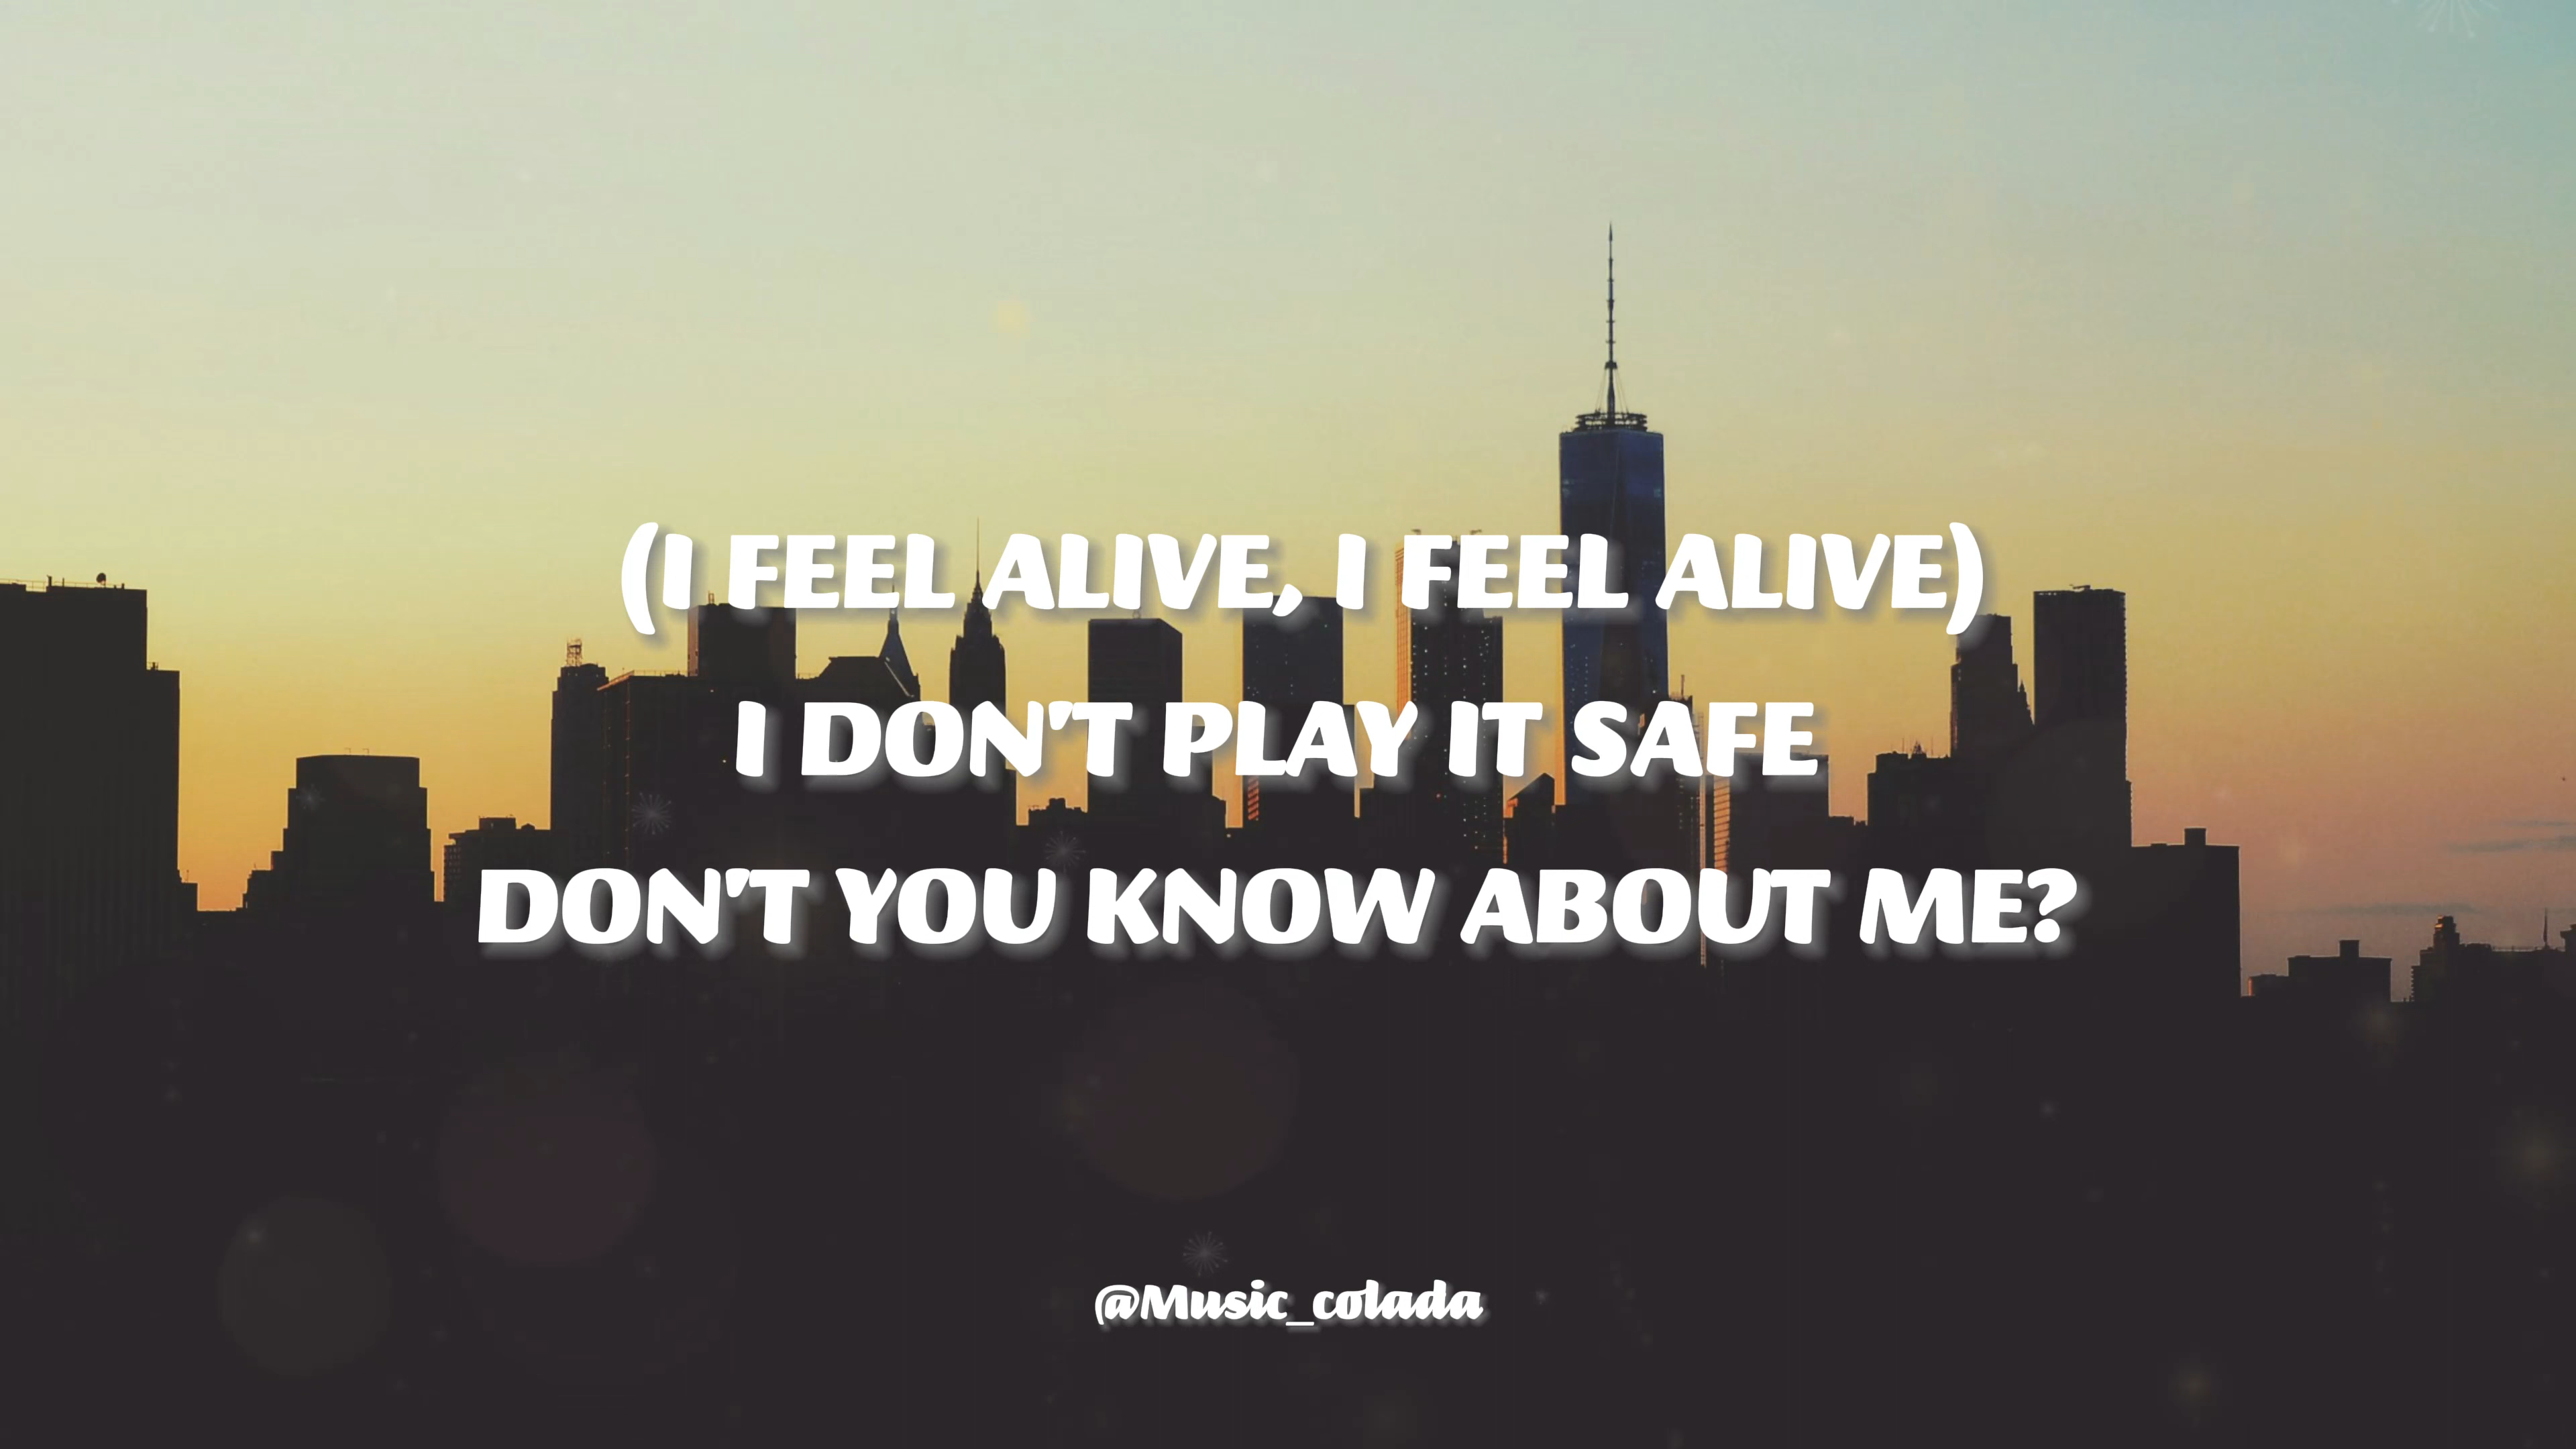 (I FEEL ALIVE, I FEEL ALIVE)
I DON'T PLAY IT SAFE
DON'T YOU KNOW ABOUT ME?
@Music_colada